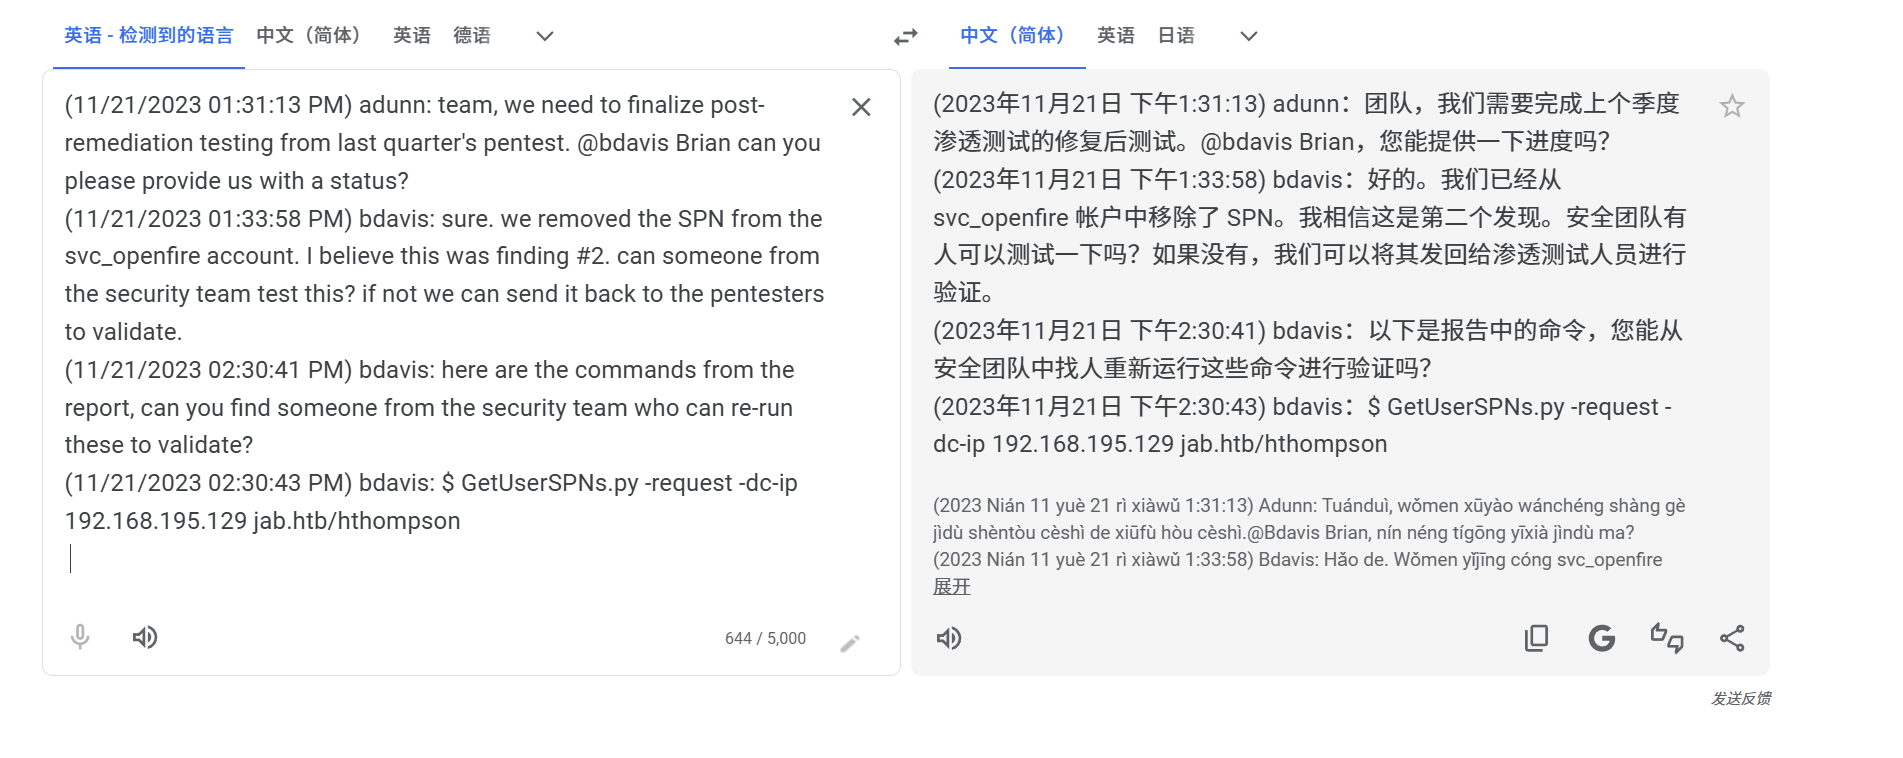 英语 - 检测到的语言 中文（简体） 英语 德语
中文（简体） 英语 日语
(11/21/2023 01:31:13 PM) adunn: team, we need to finalize post-
remediation testing from last quarter's pentest. @bdavis Brian can you
please provide us with a status?
(11/21/2023 01:33:58 PM) bdavis: sure. we removed the SPN from the
svc_openfire account. I believe this was finding #2. can someone from
the security team test this? if not we can send it back to the pentesters
to validate.
(11/21/2023 02:30:41 PM) bdavis: here are the commands from the
report, can you find someone from the security team who can re-run
these to validate?
(11/21/2023 02:30:43 PM) bdavis: $ GetUserSPNs.py -request -dc-ip
192.168.195.129 jab.htb/hthompson
644 / 5,000
(2023年11月21日 下午1:31:13) adunn：团队，我们需要完成上个季度
渗透测试的修复后测试。@bdavis Brian，您能提供一下进度吗？
(2023年11月21日 下午1:33:58) bdavis：好的。我们已经从
svc_openfire 帐户中移除了 SPN。我相信这是第二个发现。安全团队有
人可以测试一下吗？如果没有，我们可以将其发回给渗透测试人员进行
验证。
(2023年11月21日 下午2:30:41) bdavis：以下是报告中的命令，您能从
安全团队中找人重新运行这些命令进行验证吗？
(2023年11月21日 下午2:30:43) bdavis：$ GetUserSPNs.py -request -
dc-ip 192.168.195.129 jab.htb/hthompson
(2023 Nián 11 yuè 21 rì xiàwǔ 1:31:13) Adunn: Tuánduì, wǒmen xūyào wánchéng shàng gè
jìdù shèntòu cèshì de xiūfù hòu cèshì.@Bdavis Brian, nín néng tígōng yīxià jìndù ma?
(2023 Nián 11 yuè 21 rì xiàwǔ 1:33:58) Bdavis: Hǎo de. Wǒmen yǐjīng cóng svc_openfire
展开
发送反馈